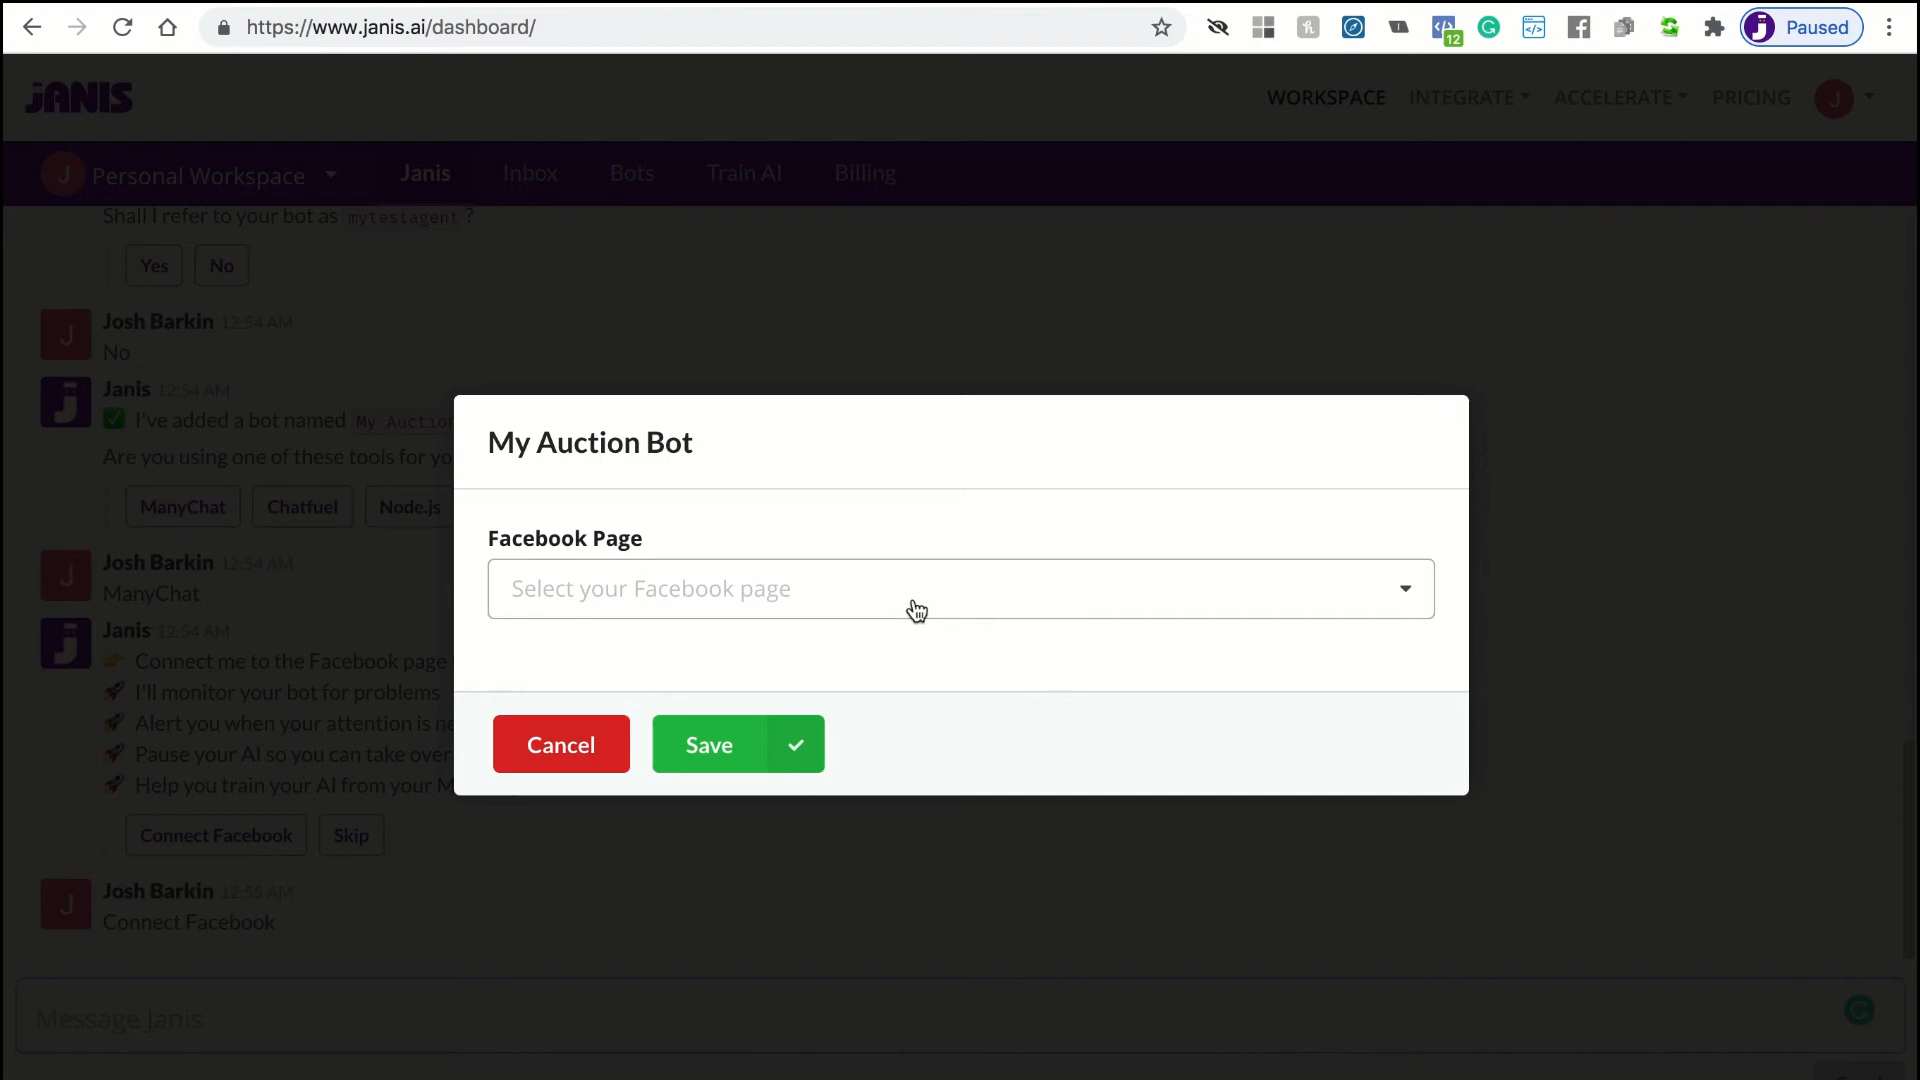 https://www.janis.ai/dashboard/
12
Paused
JANIS
WORKSPACE
INTEGRATE
ACCELERATE
PRICING
J
J
Personal Workspace
Janis
Inbox
Bots
Train AI
Billing
Shall I refer to your bot as mytestagent ?
Yes
No
J
Josh Barkin 12:54 AM
No
Janis 12:54 AM
I've added a bot named My Auction
Are you using one of these tools for yo
ManyChat
Chatfuel
Node.js
J
Josh Barkin 12:54 AM
ManyChat
Janis 12:54 AM
Connect me to the Facebook page
I'll monitor your bot for problems
Alert you when your attention is ne
Pause your AI so you can take over
Help you train your AI from your M
Connect Facebook
Skip
J
Josh Barkin 12:55 AM
Connect Facebook
Message Janis
My Auction Bot
Facebook Page
Select your Facebook page
Cancel
Save